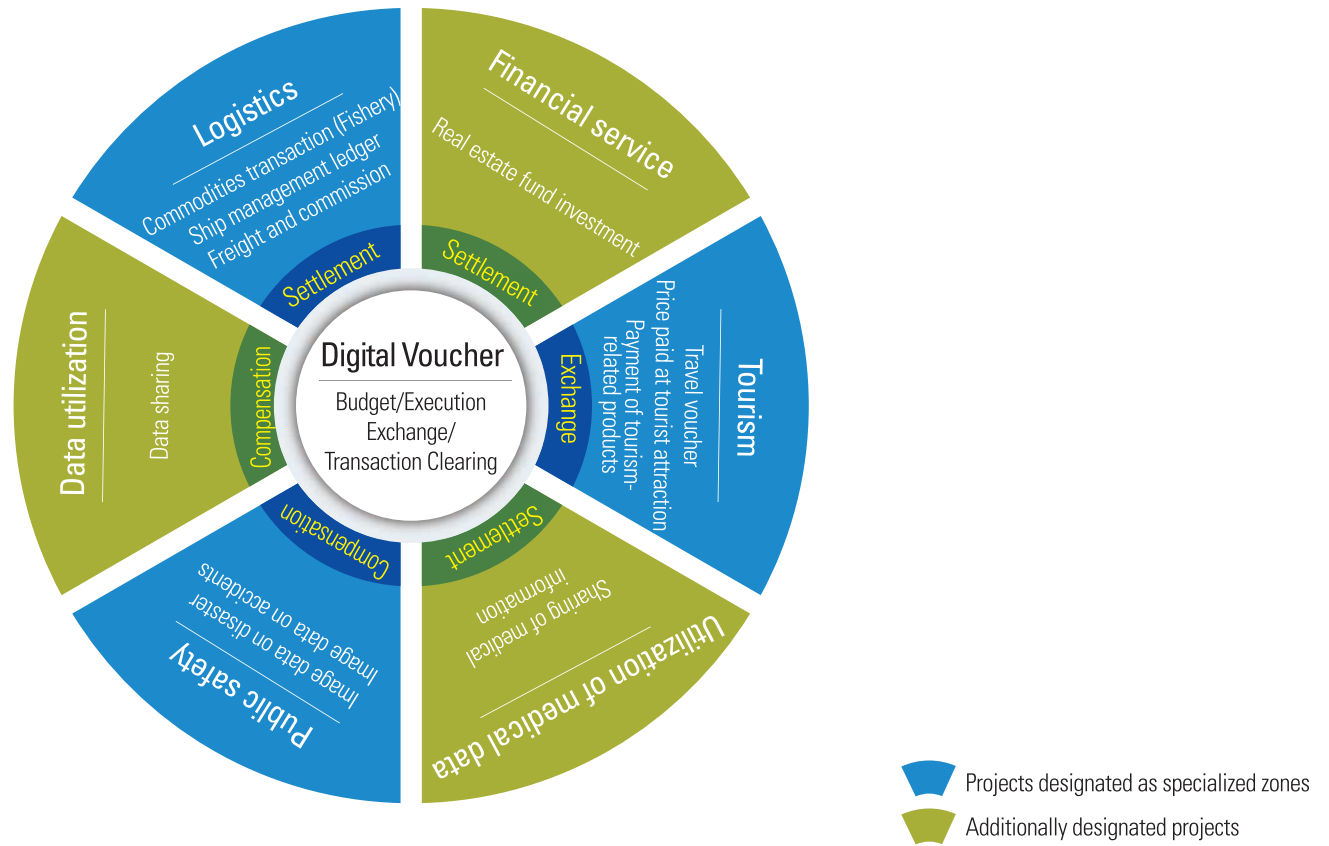 Logistics
Commodities transaction (Fishery)
Ship management ledger
Freight and commission
Settlement
Financial service
Real estate fund investment
Settlement
Tourism
Travel voucher
Price paid at tourist attraction
Payment of tourism-
related products
Exchange
Utilization of medical data
Sharing of medical
information
Settlement
Public safety
Image data on disaster
Image data on accidents
Compensation
Data utilization
Data sharing
Compensation
Digital Voucher
Budget/Execution
Exchange/
Transaction Clearing
Projects designated as specialized zones
Additionally designated projects